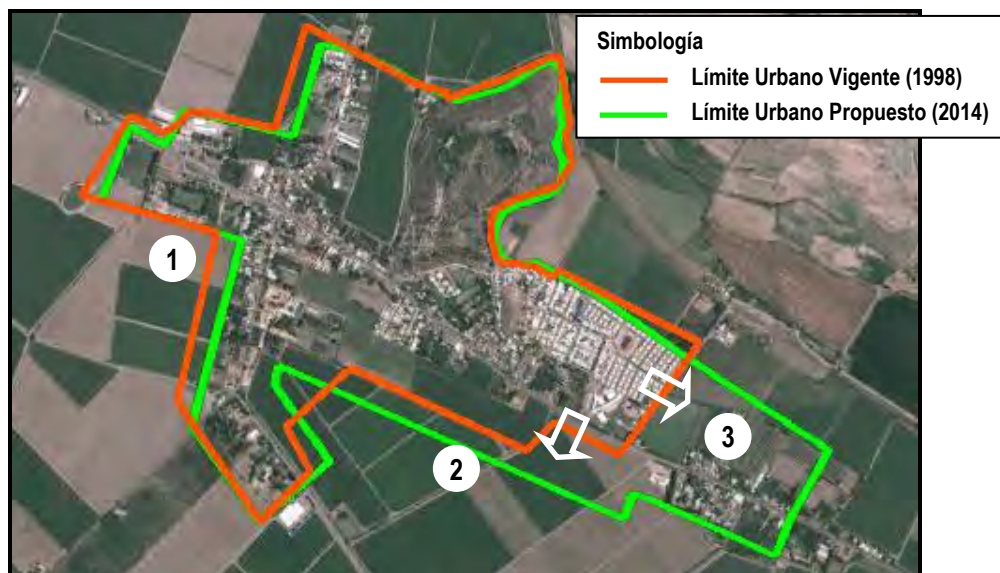 Simbología
Límite Urbano Vigente (1998)
Límite Urbano Propuesto (2014)
1
2
3